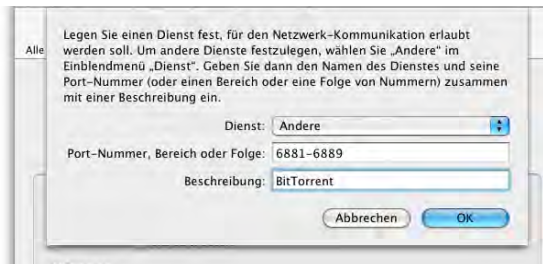 Legen Sie einen Dienst fest, für den Netzwerk-Kommunikation erlaubt
werden soll. Um andere Dienste festzulegen, wählen Sie „Andere“ im
Einblendmenü „Dienst“. Geben Sie dann den Namen des Dienstes und seine
Port-Nummer (oder einen Bereich oder eine Folge von Nummern) zusammen
mit einer Beschreibung ein.
Alle
Dienst: Andere
Port-Nummer, Bereich oder Folge: 6881-6889
Beschreibung: BitTorrent
Abbrechen OK